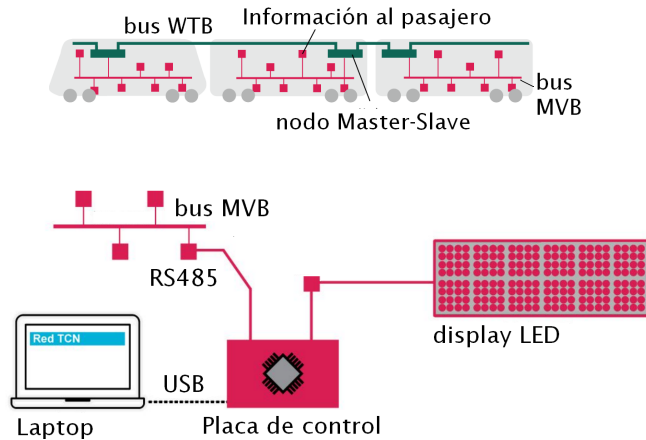 bus WTB
Información al pasajero
bus
MVB
nodo Master-Slave
bus MVB
RS485
display LED
Red TCN
USB
Laptop
Placa de control